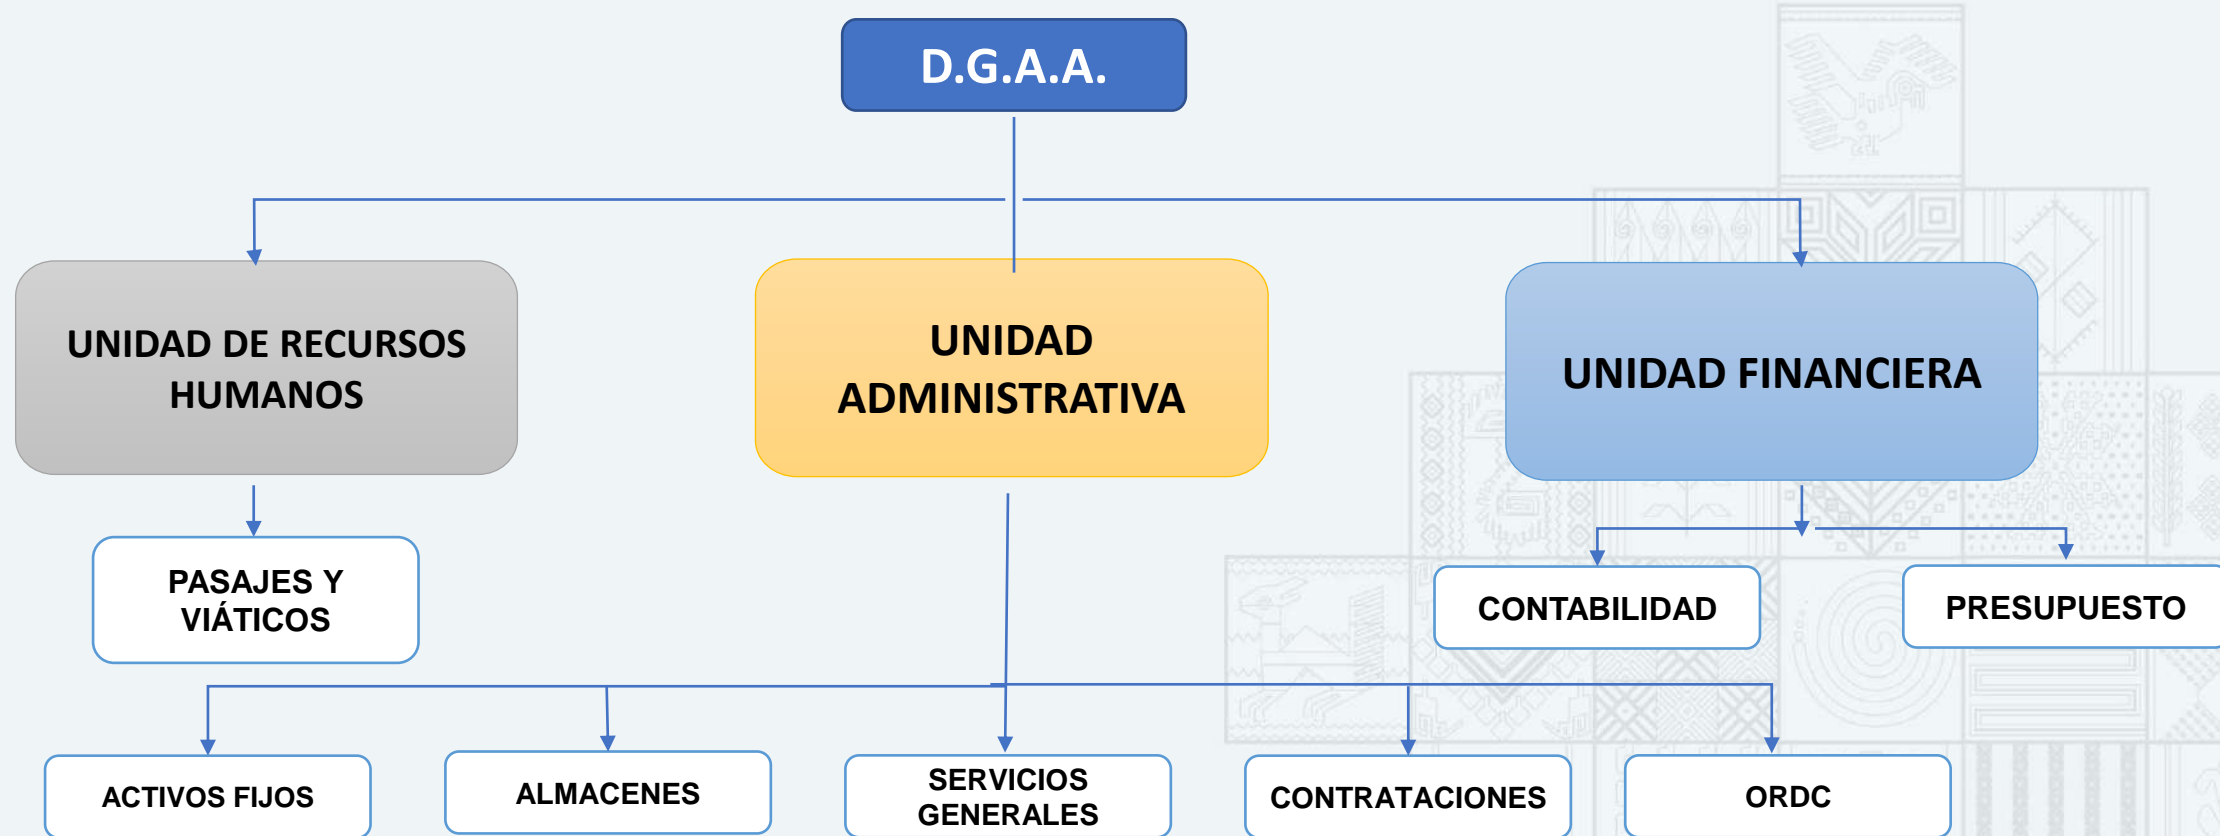 D.G.A.A.
UNIDAD DE RECURSOS
HUMANOS
UNIDAD
ADMINISTRATIVA
UNIDAD FINANCIERA
PASAJES Y
VIÁTICOS
CONTABILIDAD
PRESUPUESTO
ACTIVOS FIJOS
ALMACENES
SERVICIOS
GENERALES
CONTRATACIONES
ORDC